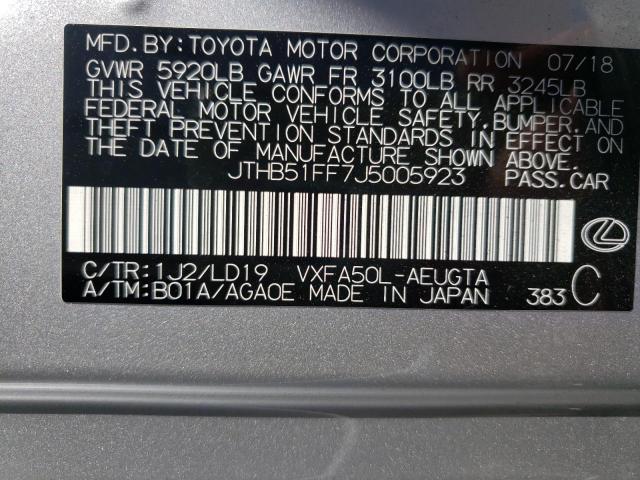 MFD.BY:TOYOTA MOTOR CORPORATION 07/18
GVWR 5920LB GAWR FR 3100LB RR 3245LB
THIS VEHICLE CONFORMS TO ALL APPLICABLE
FEDERAL MOTOR VEHICLE SAFETY,BUMPER,AND
THEFT PREVENTION STANDARDS IN EFFECT ON
THE DATE OF MANUFACTURE SHOWN ABOVE.
JTHB51FF7J5005923 PASS.CAR
C/TR:1J2/LD19 VXFA50L-AEUGTA
A/TM:B01A/AGA0E MADE IN JAPAN 383 C